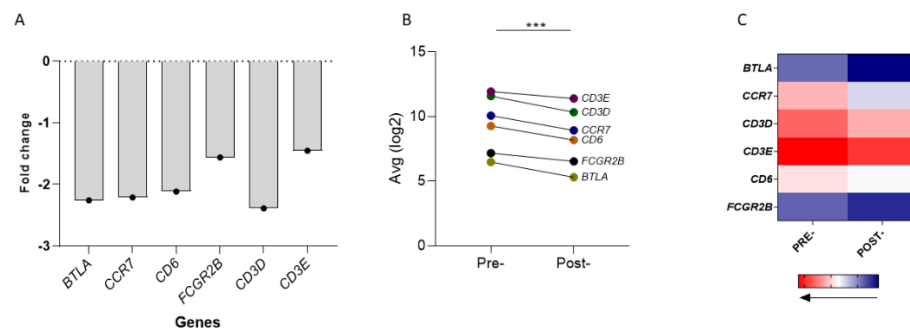 A
Fold change
0
-1
-2
-3
BTLA
CCR7
CD6
FCGR2B
CD3D
CD3E
Genes
B
***
Avg (log2)
15
10
5
0
CD3E
CD3D
CCR7
CD6
FCGR2B
BTLA
Pre-
Post-
C
BTLA
CCR7
CD3D
CD3E
CD6
FCGR2B
PRE-
POST-